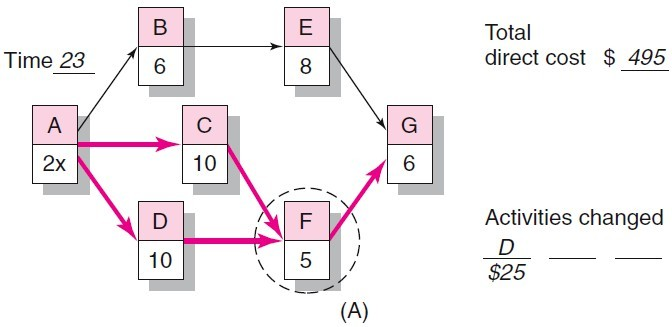 B
6
E
8
Total
direct cost $ 495
Time 23
A
2x
C
10
G
6
D
10
F
5
Activities changed
D
$25
(A)